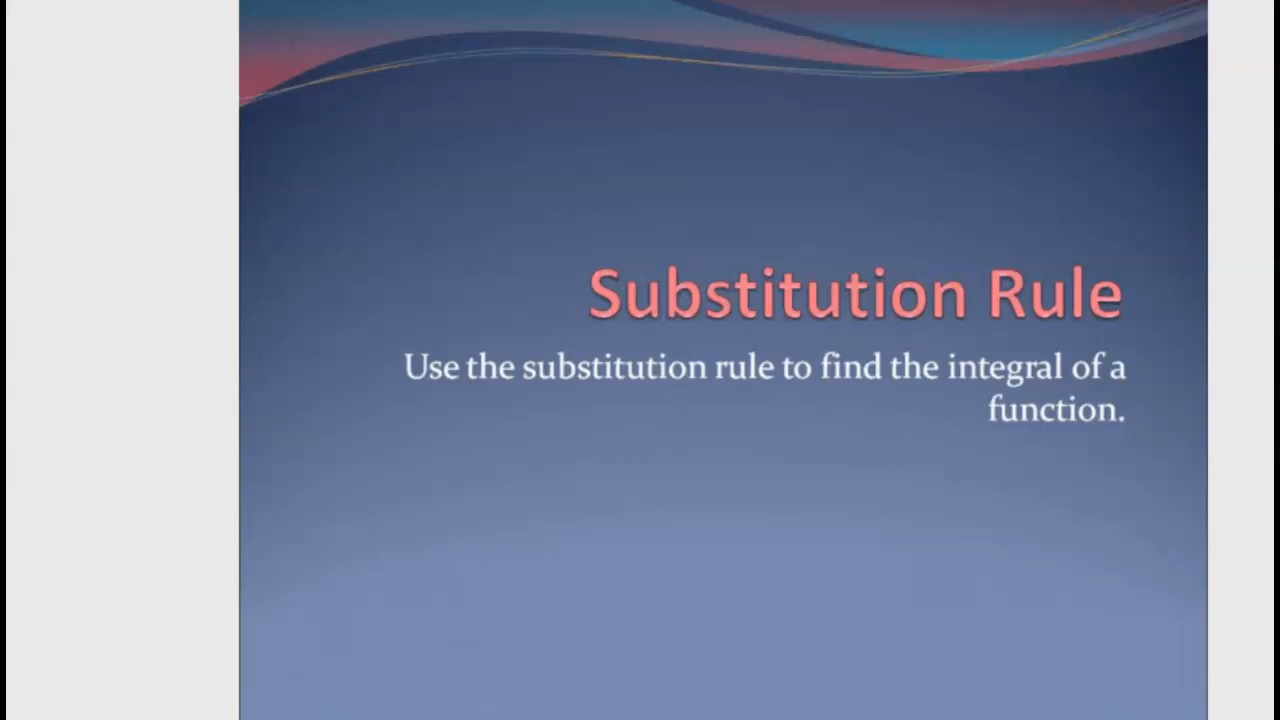 Substitution Rule
Use the substitution rule to find the integral of a
function.